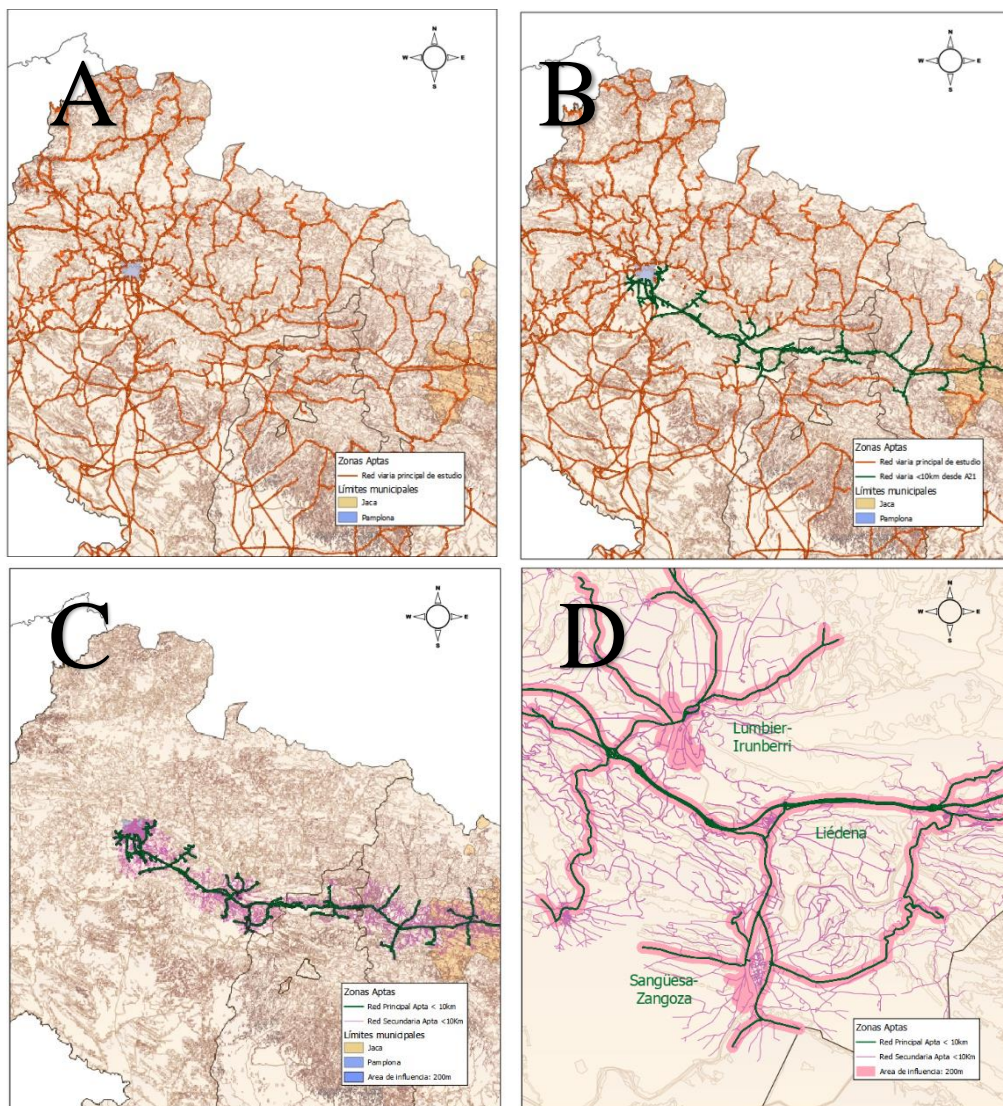 A
N
W
E
S
Zonas Aptas
Red viaria principal de estudio
Límites municipales
Jaca
Pamplona
B
N
W
E
S
Zonas Aptas
Red viaria principal de estudio
Red viaria <10km desde A21
Límites municipales
Jaca
Pamplona
C
N
W
E
S
Zonas Aptas
Red Principal Apta < 10km
Red Secundaria Apta <10Km
Límites municipales
Jaca
Pamplona
Area de influencia: 200m
D
N
W
E
S
Lumbier-
Irunberri
Liédena
Sangüesa-
Zangoza
Zonas Aptas
Red Principal Apta < 10km
Red Secundaria Apta <10Km
Area de influencia: 200m